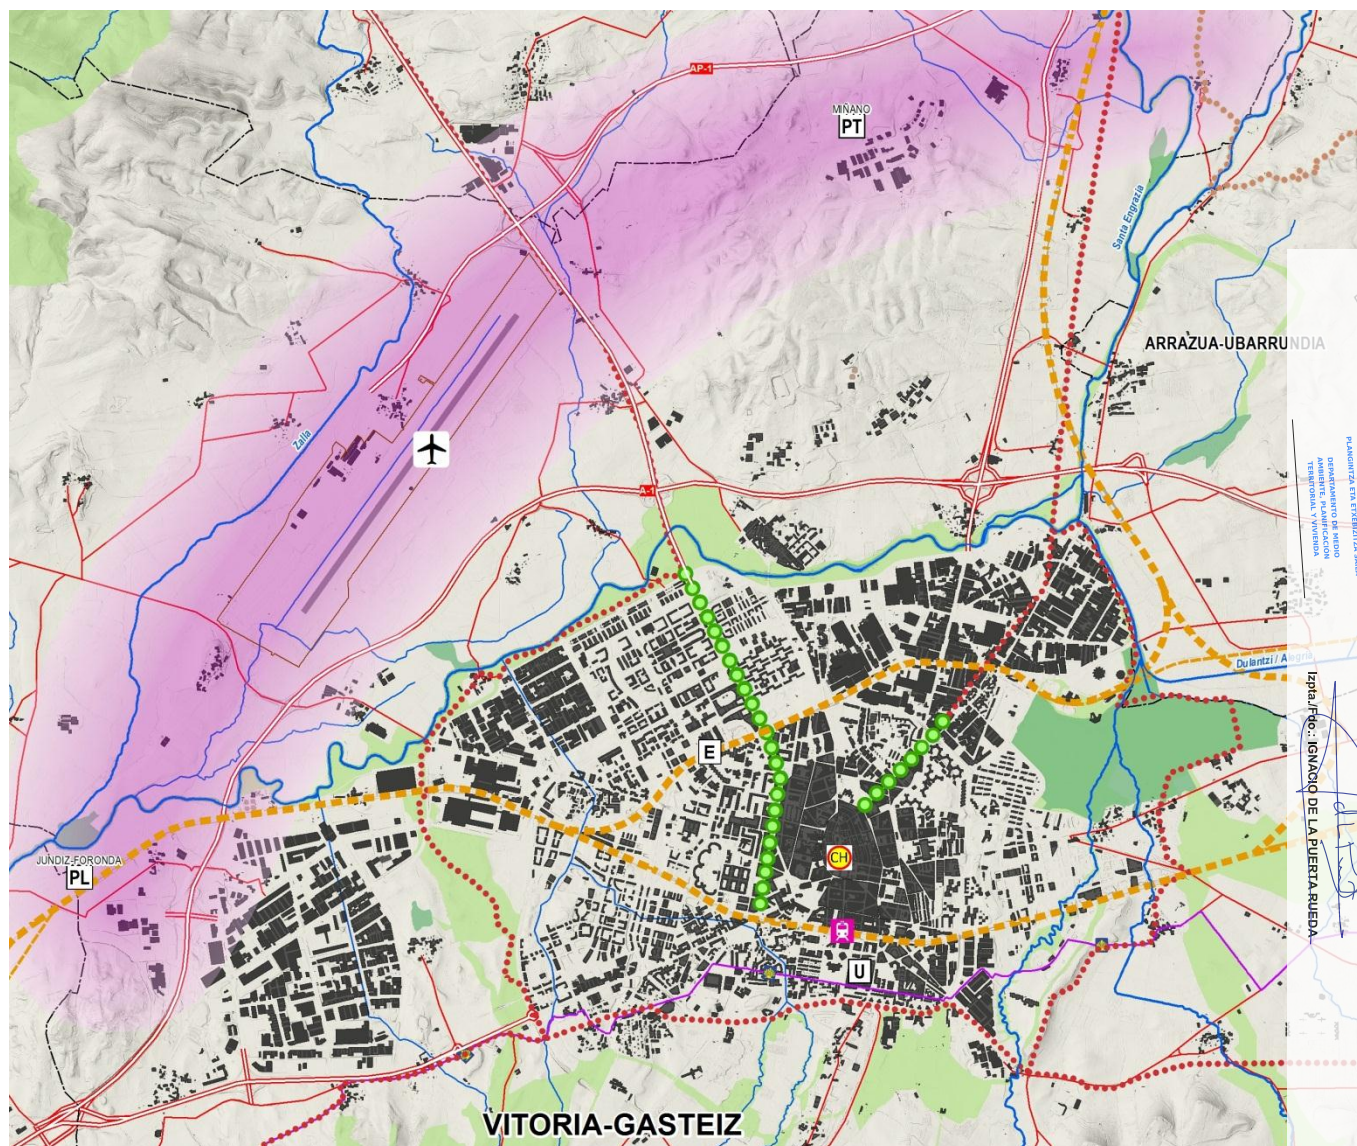 AP-1
MIÑANO
PT
Santa Engrazia
ARRAZUA-UBARRUNDIA
Zalla
A-1
DEPARTAMENTO DE MEDIO
AMBIENTE, PLANIFICACIÓN
TERRITORIAL Y VIVIENDA
Dulantzi / Alegría
Izpta./Fdo.: IGNACIO DE LA PUERTA RUEDA
E
JUNDIZ-FORONDA
PL
CH
U
VITORIA-GASTEIZ